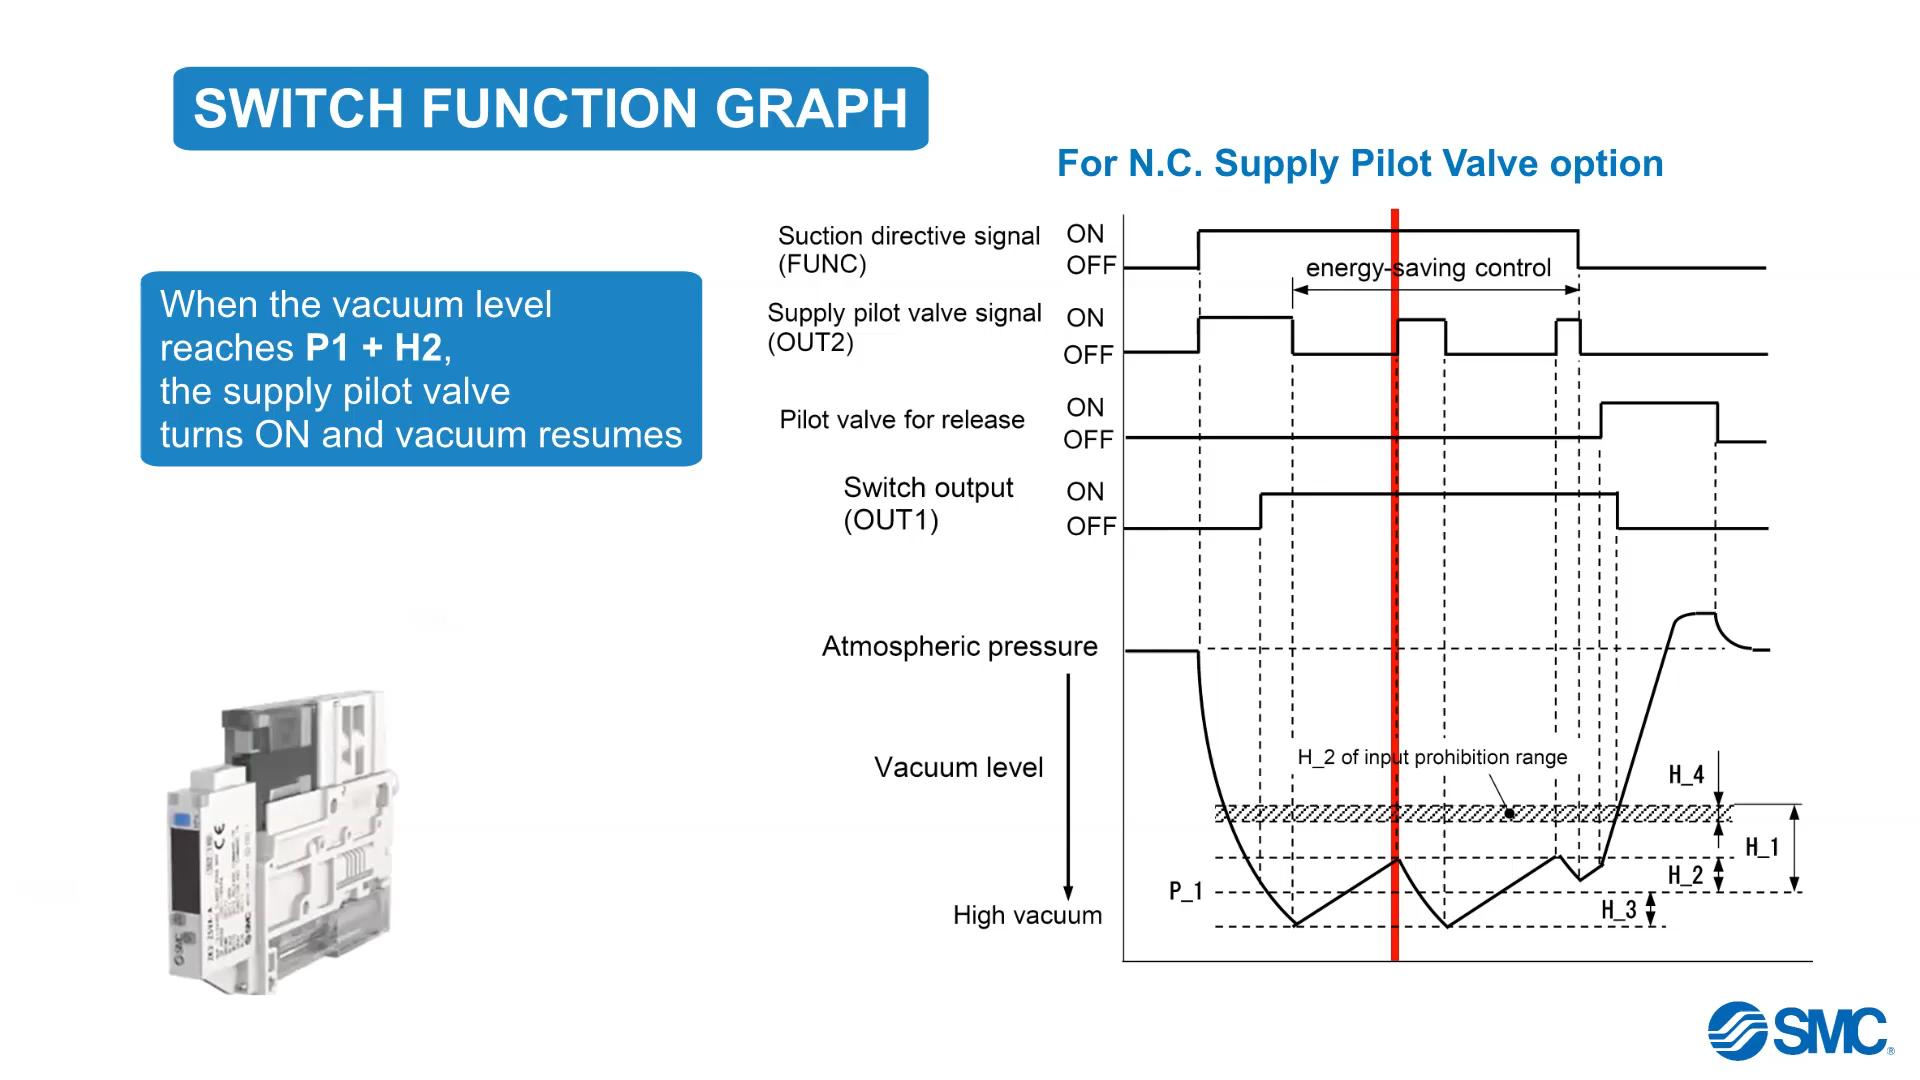 SWITCH FUNCTION GRAPH
For N.C. Supply Pilot Valve option
When the vacuum level
reaches P1 + H2,
the supply pilot valve
turns ON and vacuum resumes
Suction directive signal
(FUNC)
ON
OFF
energy-saving control
Supply pilot valve signal
(OUT2)
ON
OFF
Pilot valve for release
ON
OFF
Switch output
(OUT1)
ON
OFF
Atmospheric pressure
Vacuum level
High vacuum
H_2 of input prohibition range
H_4
H_1
H_2
P_1
H_3
SMC
SMC®